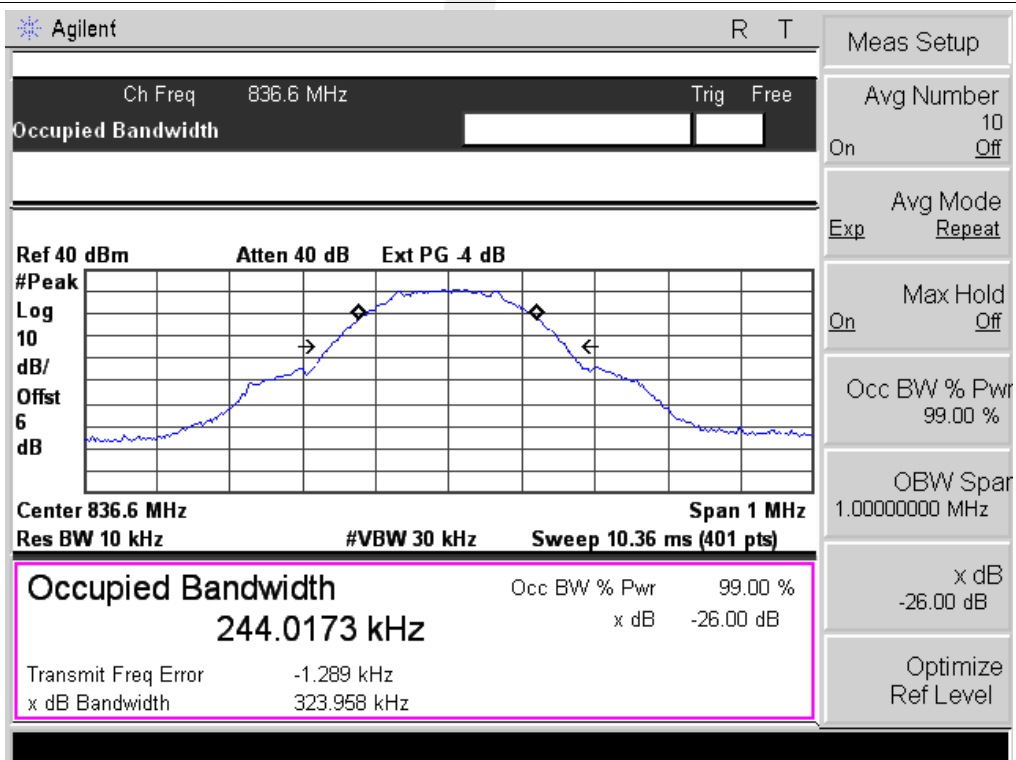 Agilent R T
Ch Freq 836.6 MHz Trig Free
Occupied Bandwidth
Ref 40 dBm Atten 40 dB Ext PG -4 dB
#Peak
Log
10
dB/
Offst
6
dB
Center 836.6 MHz Span 1 MHz
Res BW 10 kHz #VBW 30 kHz Sweep 10.36 ms (401 pts)
Occupied Bandwidth Occ BW % Pwr 99.00 %
244.0173 kHz x dB -26.00 dB
Transmit Freq Error -1.289 kHz
x dB Bandwidth 323.958 kHz
Meas Setup
Avg Number
10
On Off
Avg Mode
Exp Repeat
Max Hold
On Off
Occ BW % Pwr
99.00 %
OBW Span
1.00000000 MHz
x dB
-26.00 dB
Optimize
Ref Level